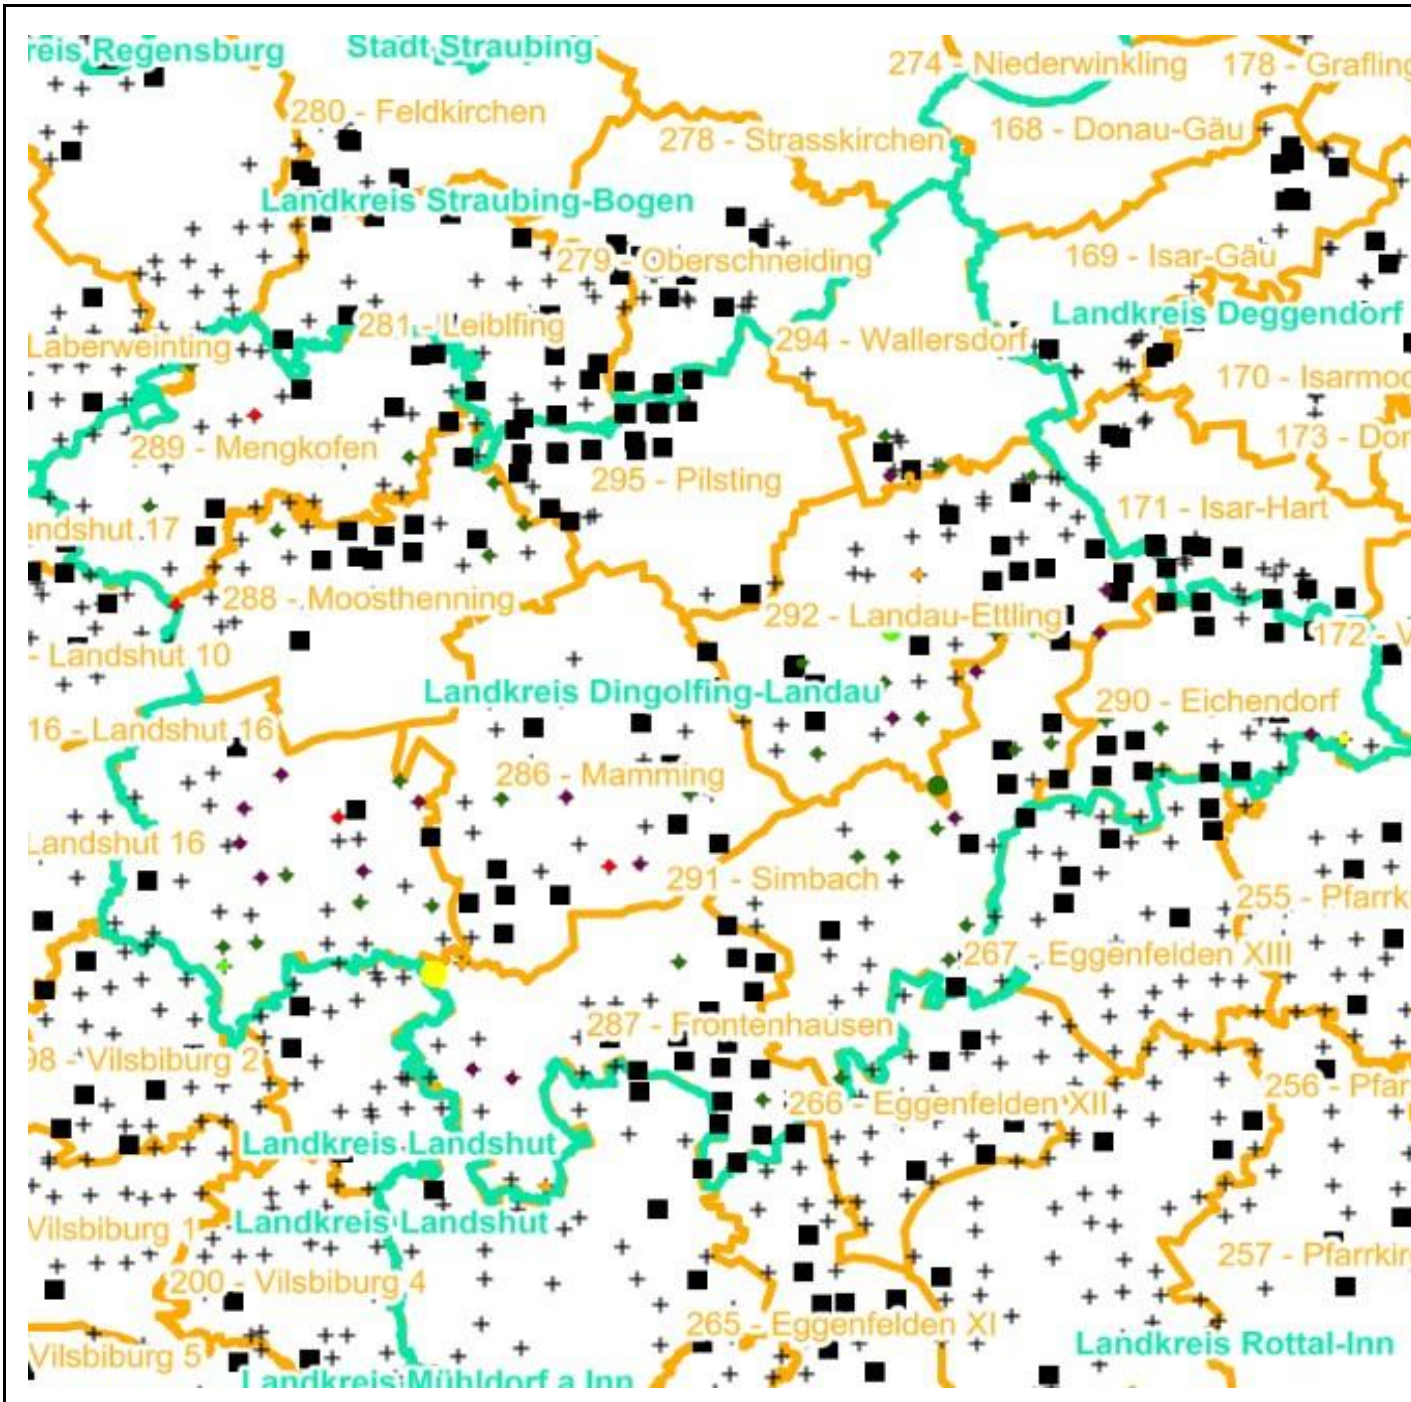 reis Regensburg
Stadt Straubing
274 - Niederwinkling
178 - Grafling
280 - Feldkirchen
278 - Strasskirchen
168 - Donau-Gäu
Landkreis Straubing-Bogen
279 - Oberschneiding
169 - Isar-Gäu
Landkreis Deggendorf
281 - Leiblfing
294 - Wallersdorf
Laberweinting
170 - Isarmoo
289 - Mengkofen
173 - Don
295 - Pilsting
171 - Isar-Hart
andshut 17
288 - Moosthenning
292 - Landau-Ettling
172 - V
- Landshut 10
Landkreis Dingolfing-Landau
290 - Eichendorf
16 - Landshut 16
286 - Mamming
Landshut 16
291 - Simbach
255 - Pfarrk
267 - Eggenfelden XIII
287 - Frontenhausen
98 - Vilsbiburg 2
256 - Pfar
266 - Eggenfelden XII
Landkreis Landshut
Vilsbiburg 1
Landkreis Landshut
257 - Pfarrkir
200 - Vilsbiburg 4
265 - Eggenfelden XI
Landkreis Rottal-Inn
Vilsbiburg 5
Landkreis Mühldorf a.Inn